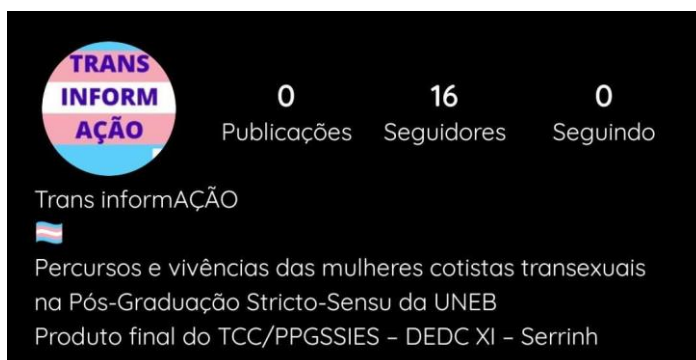 TRANS
INFORM
AÇÃO
0 16 0
Publicações Seguidores Seguindo
Trans informAÇÃO
Percursos e vivências das mulheres cotistas transexuais
na Pós-Graduação Stricto-Sensu da UNEB
Produto final do TCC/PPGSSIES – DEDC XI – Serrinh